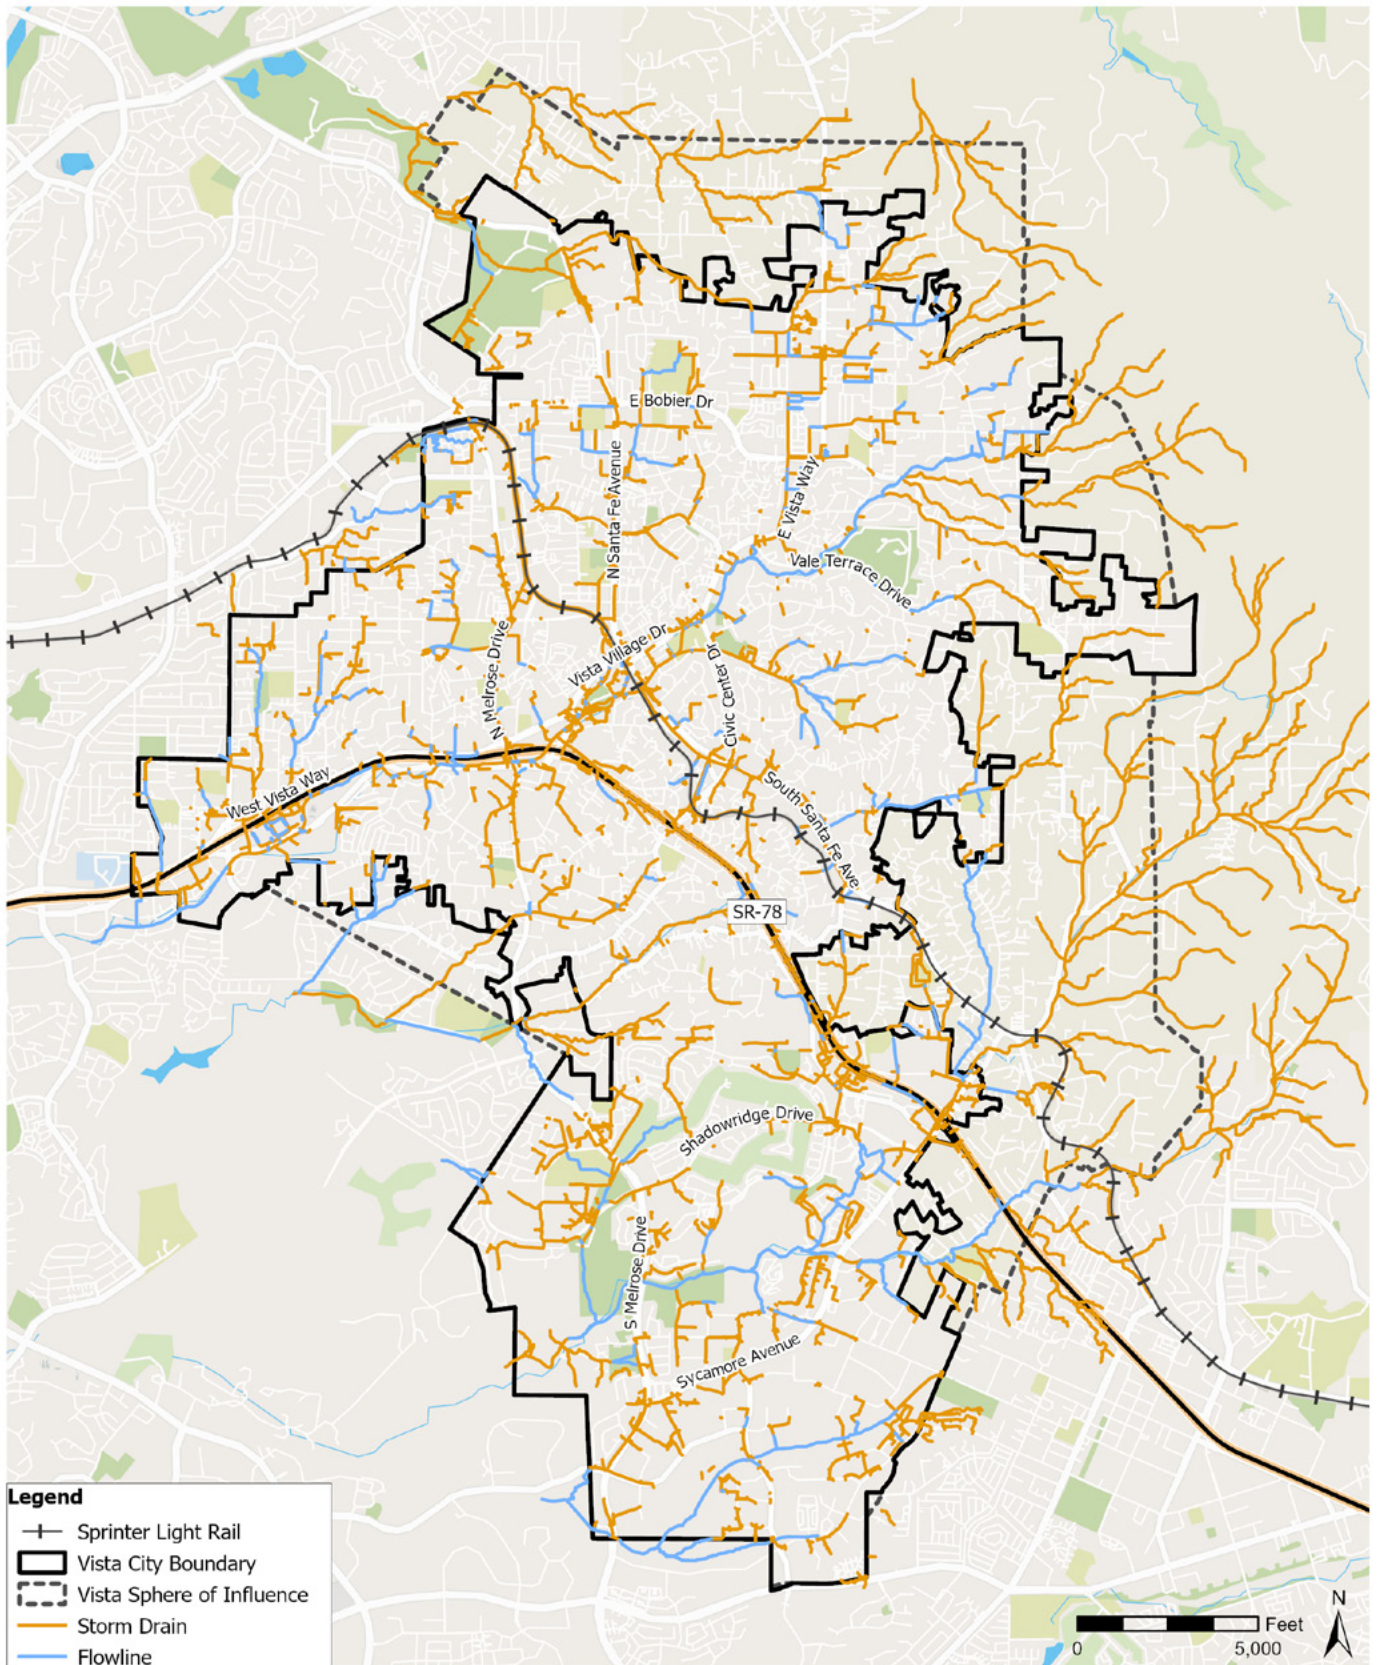 E Bobier Dr
N Santa Fe Avenue
E Vista Way
Vale Terrace Drive
N Melrose Drive
Vista Village Dr
Civic Center Dr
West Vista Way
South Santa Fe Ave
SR-78
Shadowridge Drive
S Melrose Drive
Sycamore Avenue
Legend
Sprinter Light Rail
Vista City Boundary
Vista Sphere of Influence
Storm Drain
Flowline
N
Feet
0 5,000